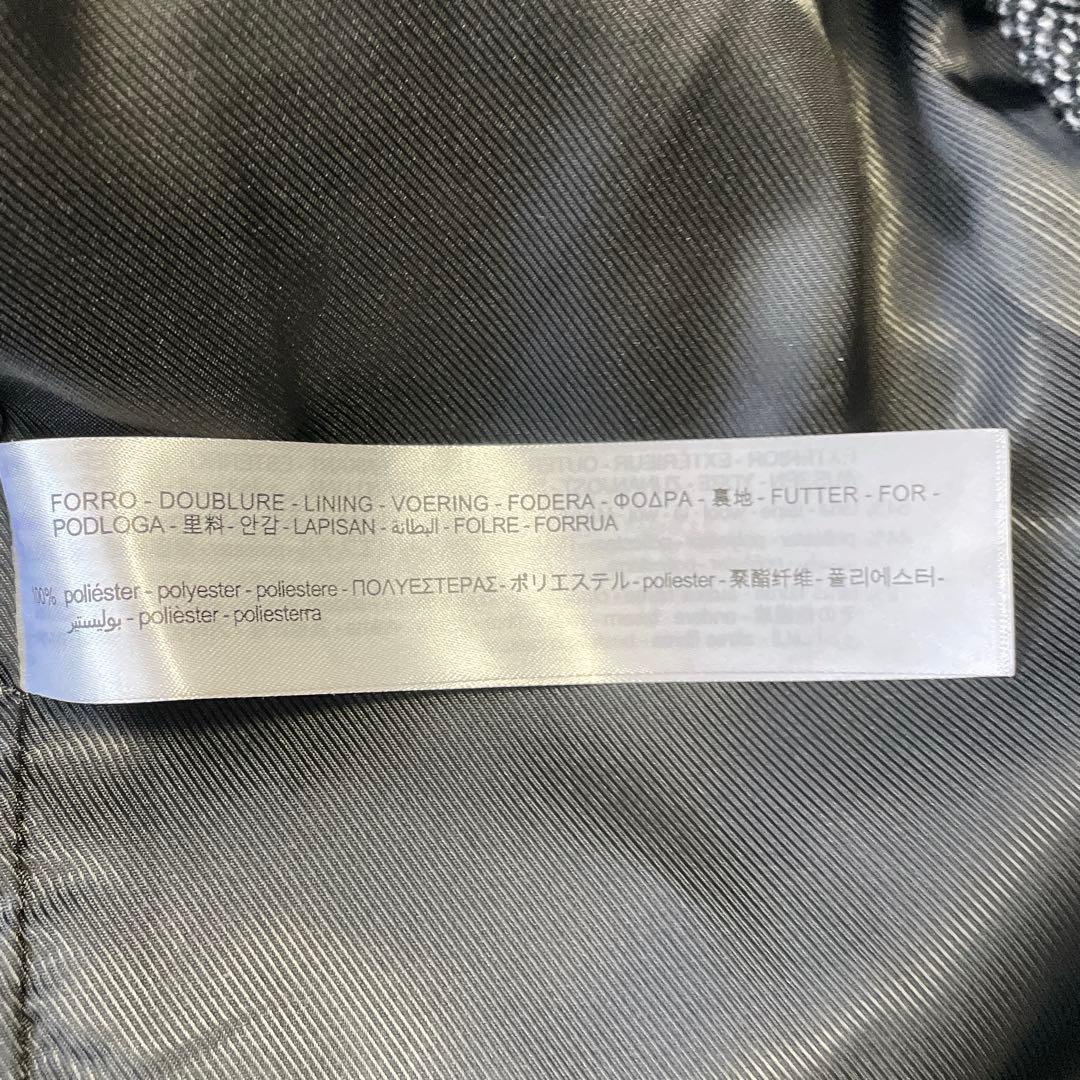 FORRO - DOUBLURE - LINING - VOERING - FODERA - ΦΟΔΡΑ - 裏地 - FUTTER - FOR -
PODLOGA - 里料 - 안감 - LAPISAN - البطانة - FOLRE - FORRUA
100% poliéster - polyester - poliestere - ΠΟΛΥΕΣΤΕΡΑΣ - ポリエステル - poliester - 聚酯纤维 - 폴리에스터 -
بوليستير - polièster - poliesterra